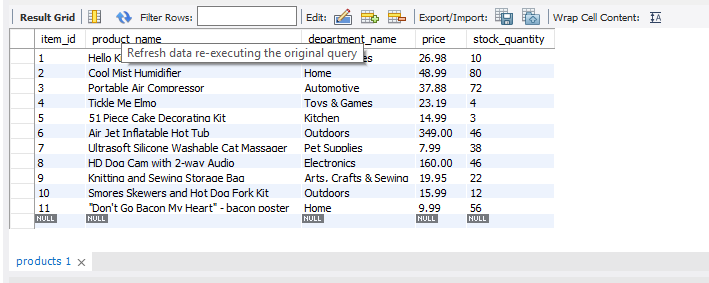 Result Grid Filter Rows: Edit: Export/Import: Wrap Cell Content:
item_id product_name department_name price stock_quantity
Refresh data re-executing the original query
1 Hello 26.98 10
2 Cool Mist Humidifier Home 48.99 80
3 Portable Air Compressor Automotive 37.88 72
4 Tickle Me Elmo Toys & Games 23.19 4
5 51 Piece Cake Decorating Kit Kitchen 14.99 3
6 Air Jet Inflatable Hot Tub Outdoors 349.00 46
7 Ultrasoft Silicone Washable Cat Massager Pet Supplies 7.99 38
8 HD Dog Cam with 2-way Audio Electronics 160.00 46
9 Knitting and Sewing Storage Bag Arts, Crafts & Sewing 19.95 22
10 Smores Skewers and Hot Dog Fork Kit Outdoors 15.99 12
11 "Don't Go Bacon My Heart" - bacon poster Home 9.99 56
NULL NULL NULL NULL NULL
products 1